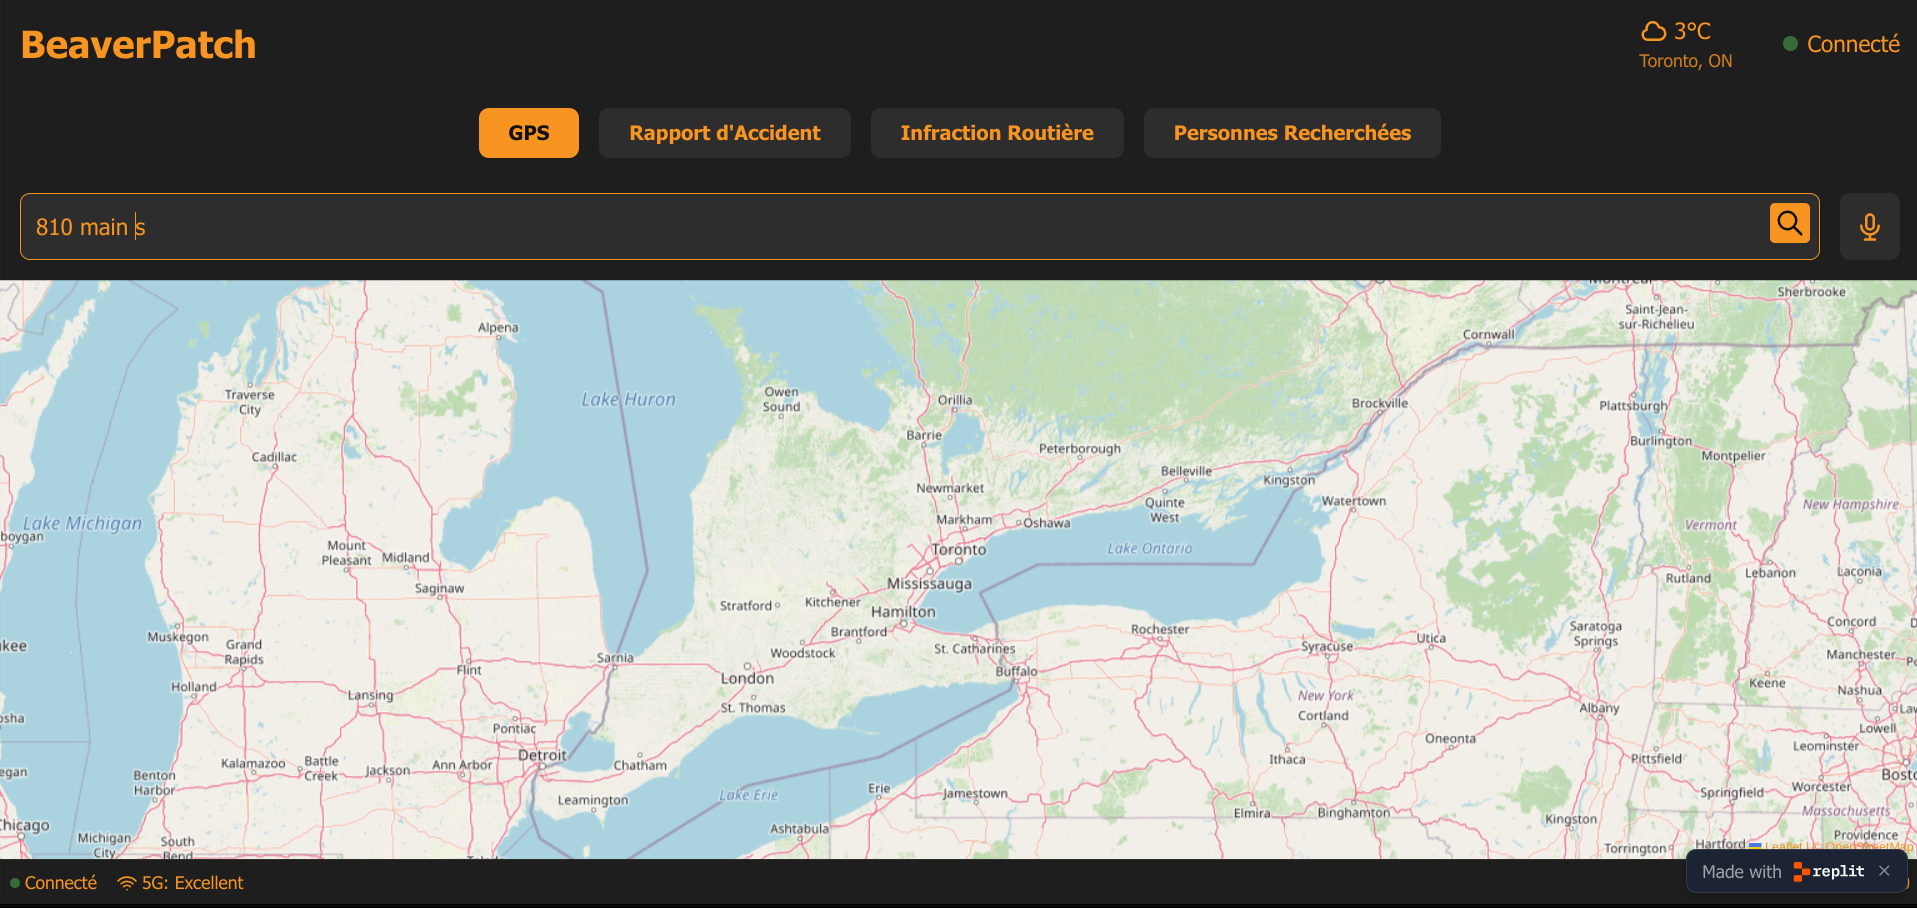 BeaverPatch
3°C
Toronto, ON
Connecté
GPS
Rapport d'Accident
Infraction Routière
Personnes Recherchées
810 main s
Sherbrooke
Saint-Jean-
sur-Richelieu
Alpena
Cornwall
Lake Huron
Traverse
City
Owen
Sound
Orillia
Brockville
Plattsburgh
Barrie
Peterborough
Burlington
Montpelier
Cadillac
Belleville
Kingston
Newmarket
Quinte
West
Watertown
New Hampshire
Lake Michigan
boygan
Markham
Oshawa
Vermont
Mount
Pleasant
Midland
Toronto
Lake Ontario
Saginaw
Mississauga
Rutland
Lebanon
Laconia
Stratford
Kitchener
Hamilton
Muskegon
Brantford
Rochester
Utica
Saratoga
Springs
Concord
kee
Grand
Rapids
Woodstock
St. Catharines
Syracuse
Manchester
Sarnia
Flint
London
Buffalo
Holland
Lansing
St. Thomas
New York
Cortland
Keene
Nashua
Albany
osha
Pontiac
Lowell
Detroit
Oneonta
Leominster
Kalamazoo
Battle
Creek
Jackson
Ann Arbor
Chatham
Ithaca
Pittsfield
egan
Benton
Harbor
Leamington
Lake Erie
Erie
Jamestown
Springfield
Worcester
Bosto
Massachusetts
Elmira
Binghamton
Kingston
Chicago
Michigan
City
South
Bend
Ashtabula
Providence
Torrington
Hartford
Leaflet | © OpenStreetMap
Connecté
5G: Excellent
Made with replit